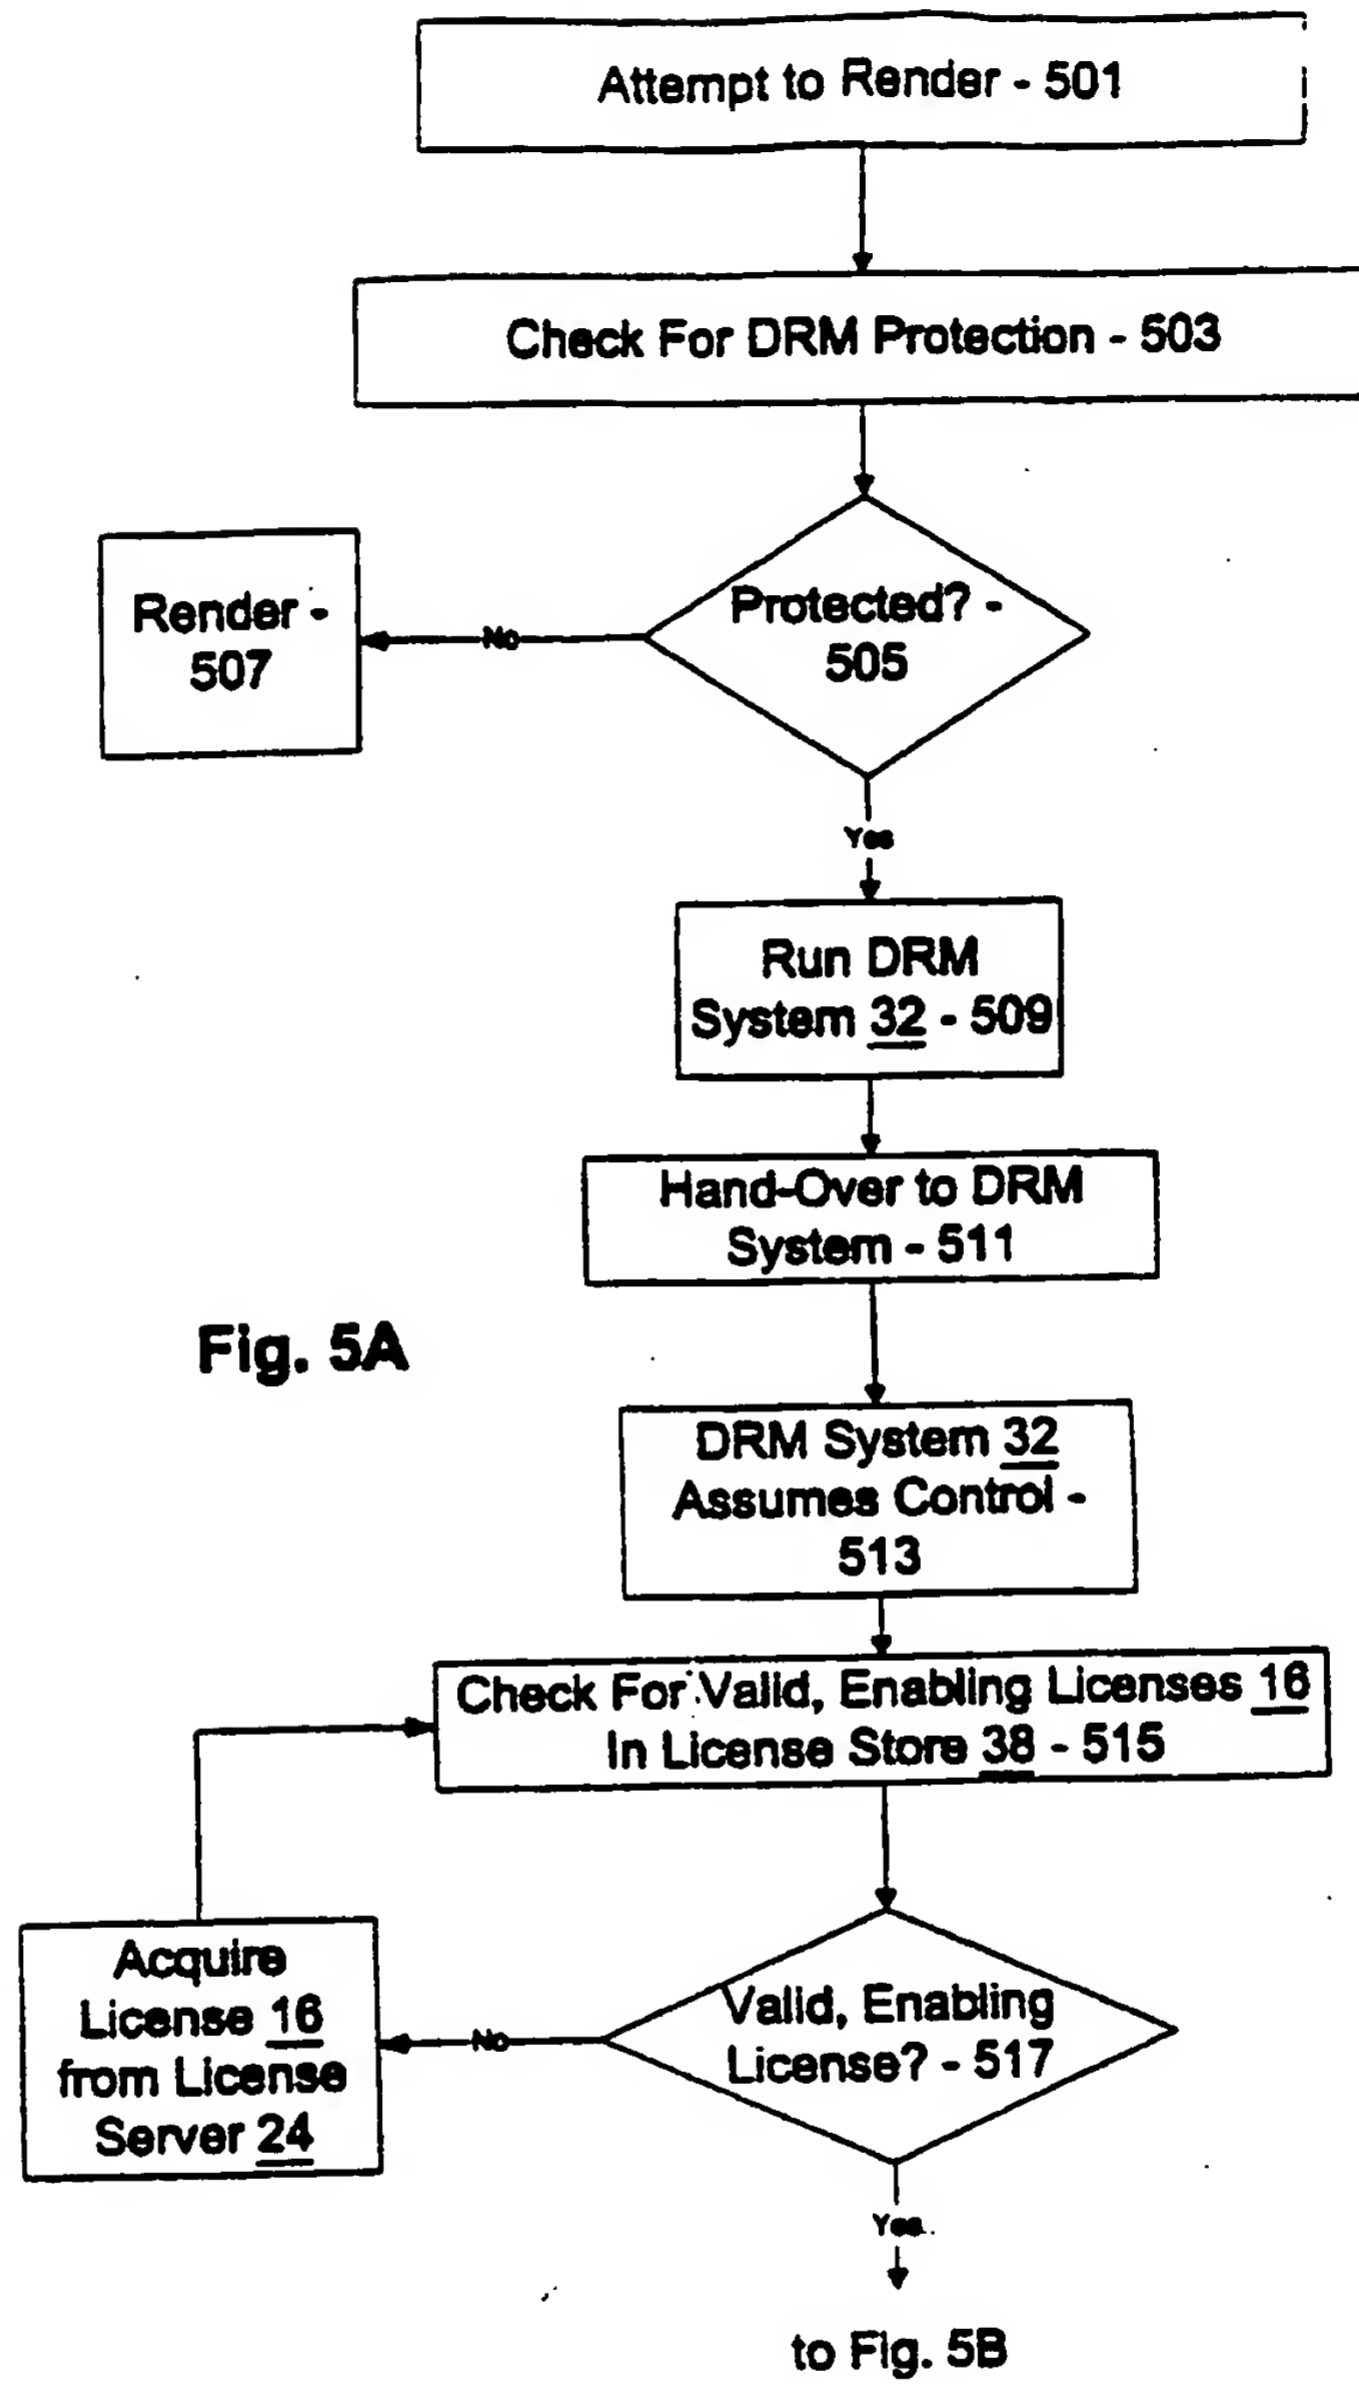 Attempt to Render - 501
Check For DRM Protection - 503
Protected? -
505
No
Render -
507
Yes
Run DRM
System 32 - 509
Hand-Over to DRM
System - 511
Fig. 5A
DRM System 32
Assumes Control -
513
Check For Valid, Enabling Licenses 16
In License Store 38 - 515
Valid, Enabling
License? - 517
No
Acquire
License 16
from License
Server 24
Yes
to Fig. 5B